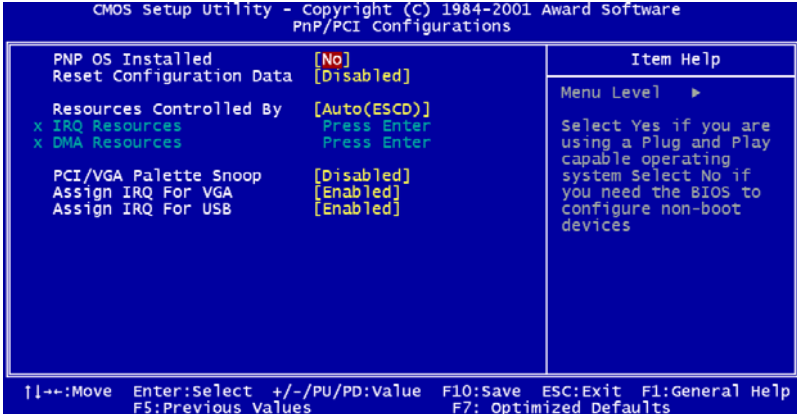 CMOS Setup Utility - Copyright (C) 1984-2001 Award Software
PnP/PCI Configurations
PNP OS Installed [No]
Reset Configuration Data [Disabled]
Resources Controlled By [Auto(ESCD)]
x IRQ Resources Press Enter
x DMA Resources Press Enter
PCI/VGA Palette Snoop [Disabled]
Assign IRQ For VGA [Enabled]
Assign IRQ For USB [Enabled]
Item Help
Menu Level ►
Select Yes if you are
using a Plug and Play
capable operating
system Select No if
you need the BIOS to
configure non-boot
devices
↑↓→←:Move Enter:Select +/-/PU/PD:Value F10:Save ESC:Exit F1:General Help
F5:Previous Values F7: Optimized Defaults